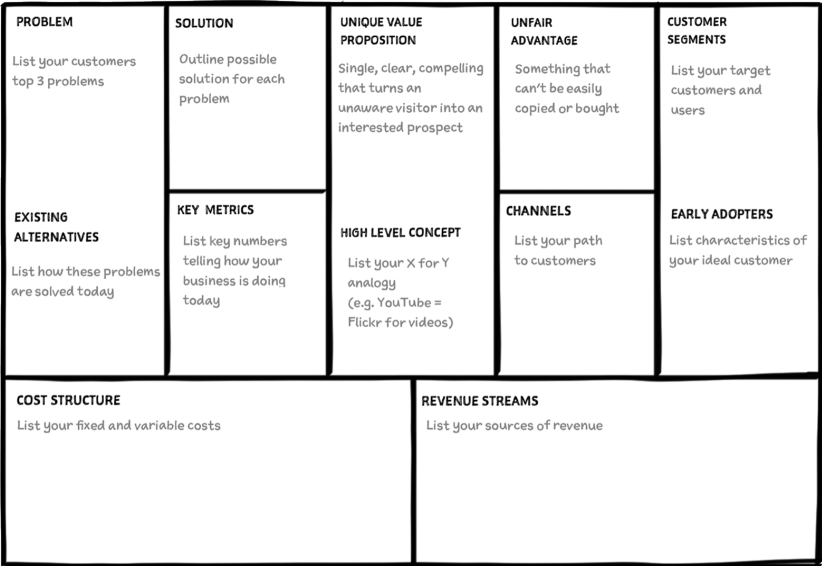 PROBLEM
List your customers
top 3 problems
EXISTING
ALTERNATIVES
List how these problems
are solved today
SOLUTION
Outline possible
solution for each
problem
KEY METRICS
List key numbers
telling how your
business is doing
today
UNIQUE VALUE
PROPOSITION
Single, clear, compelling
that turns an
unaware visitor into an
interested prospect
HIGH LEVEL CONCEPT
List your X for Y
analogy
(e.g. YouTube =
Flickr for videos)
UNFAIR
ADVANTAGE
Something that
can't be easily
copied or bought
CHANNELS
List your path
to customers
CUSTOMER
SEGMENTS
List your target
customers and
users
EARLY ADOPTERS
List characteristics of
your ideal customer
COST STRUCTURE
List your fixed and variable costs
REVENUE STREAMS
List your sources of revenue